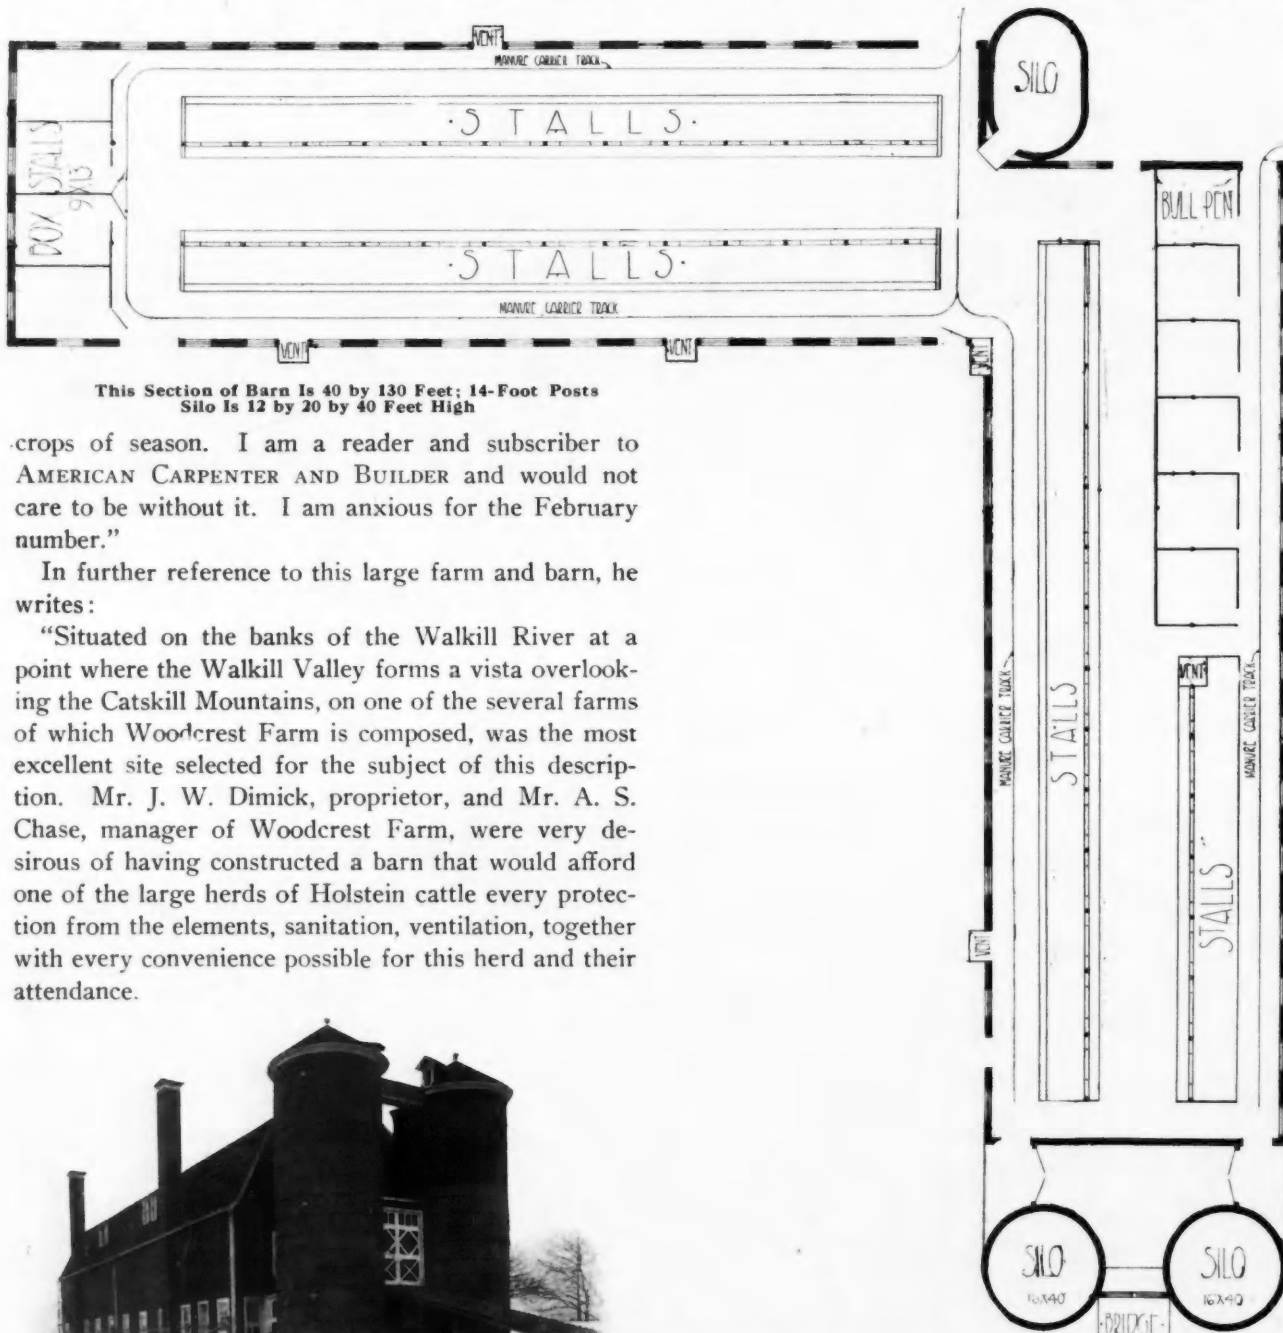 VENT
MANURE CARRIER TRACK
·STALLS·
BOX STALLS
9X13
·STALLS·
MANURE CARRIER TRACK
VENT
VENT
SILO
BULL PEN
VENT
MANURE CARRIER TRACK
STALLS
VENT
MANURE CARRIER TRACK
STALLS
VENT
SILO
16X40
SILO
16X40
·BRIDGE·
This Section of Barn Is 40 by 130 Feet; 14-Foot Posts
Silo Is 12 by 20 by 40 Feet High
crops of season. I am a reader and subscriber to
AMERICAN CARPENTER AND BUILDER and would not
care to be without it. I am anxious for the February
number.”
In further reference to this large farm and barn, he
writes:
“Situated on the banks of the Walkill River at a
point where the Walkill Valley forms a vista overlook-
ing the Catskill Mountains, on one of the several farms
of which Woodcrest Farm is composed, was the most
excellent site selected for the subject of this descrip-
tion. Mr. J. W. Dimick, proprietor, and Mr. A. S.
Chase, manager of Woodcrest Farm, were very de-
sirous of having constructed a barn that would afford
one of the large herds of Holstein cattle every protec-
tion from the elements, sanitation, ventilation, together
with every convenience possible for this herd and their
attendance.